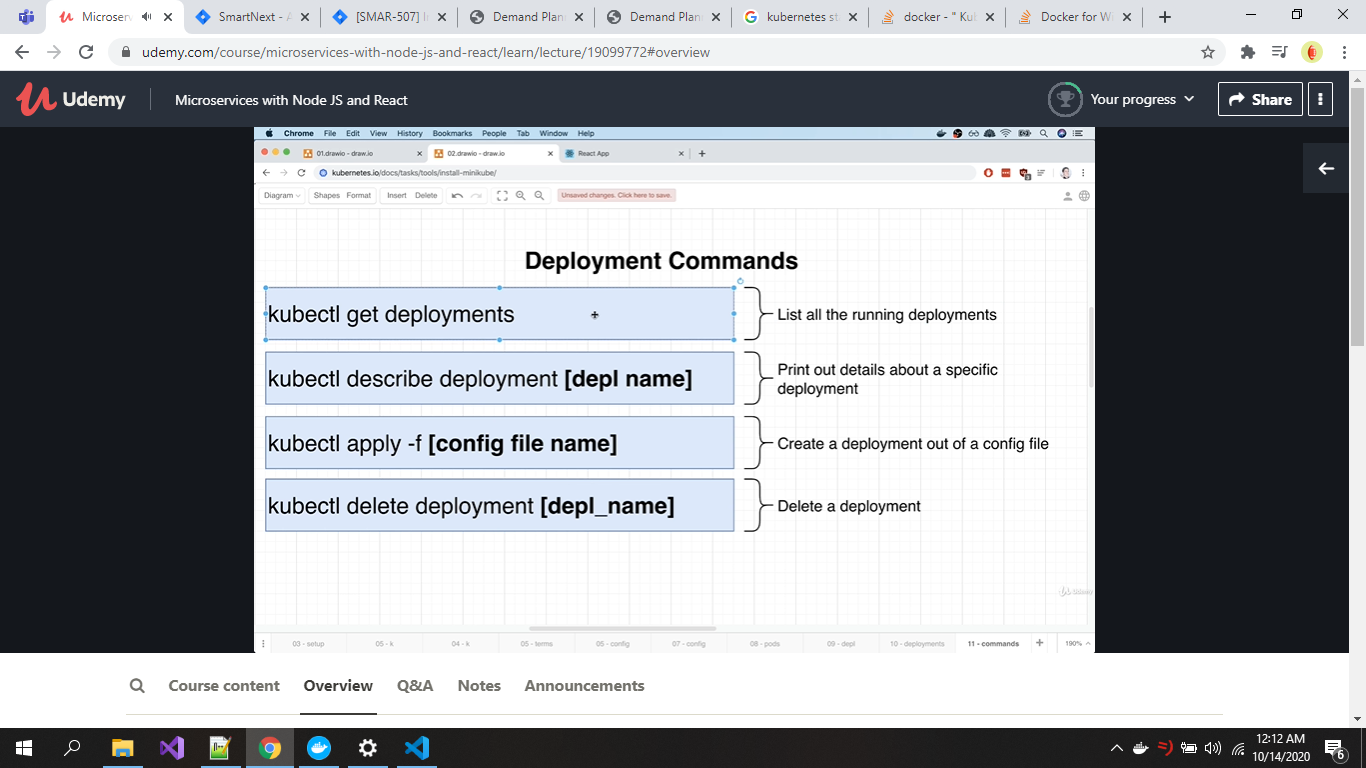 Microserv
SmartNext - A
[SMAR-507] I
Demand Plan
Demand Plan
kubernetes st
docker - " Kub
Docker for Wi
udemy.com/course/microservices-with-node-js-and-react/learn/lecture/19099772#overview
Udemy
Microservices with Node JS and React
Your progress
Share
Chrome File Edit View History Bookmarks People Tab Window Help
01.drawio - draw.io
02.drawio - draw.io
React App
kubernetes.io/docs/tasks/tools/install-minikube/
Diagram Shapes Format Insert Delete Unsaved changes. Click here to save.
Deployment Commands
kubectl get deployments
List all the running deployments
kubectl describe deployment [depl name]
Print out details about a specific
deployment
kubectl apply -f [config file name]
Create a deployment out of a config file
kubectl delete deployment [depl_name]
Delete a deployment
Udemy
03 - setup 05 - k 04 - k 05 - terms 05 - config 07 - config 08 - pods 09 - depl 10 - deployments 11 - commands 190%
Course content Overview Q&A Notes Announcements
12:12 AM
10/14/2020
6